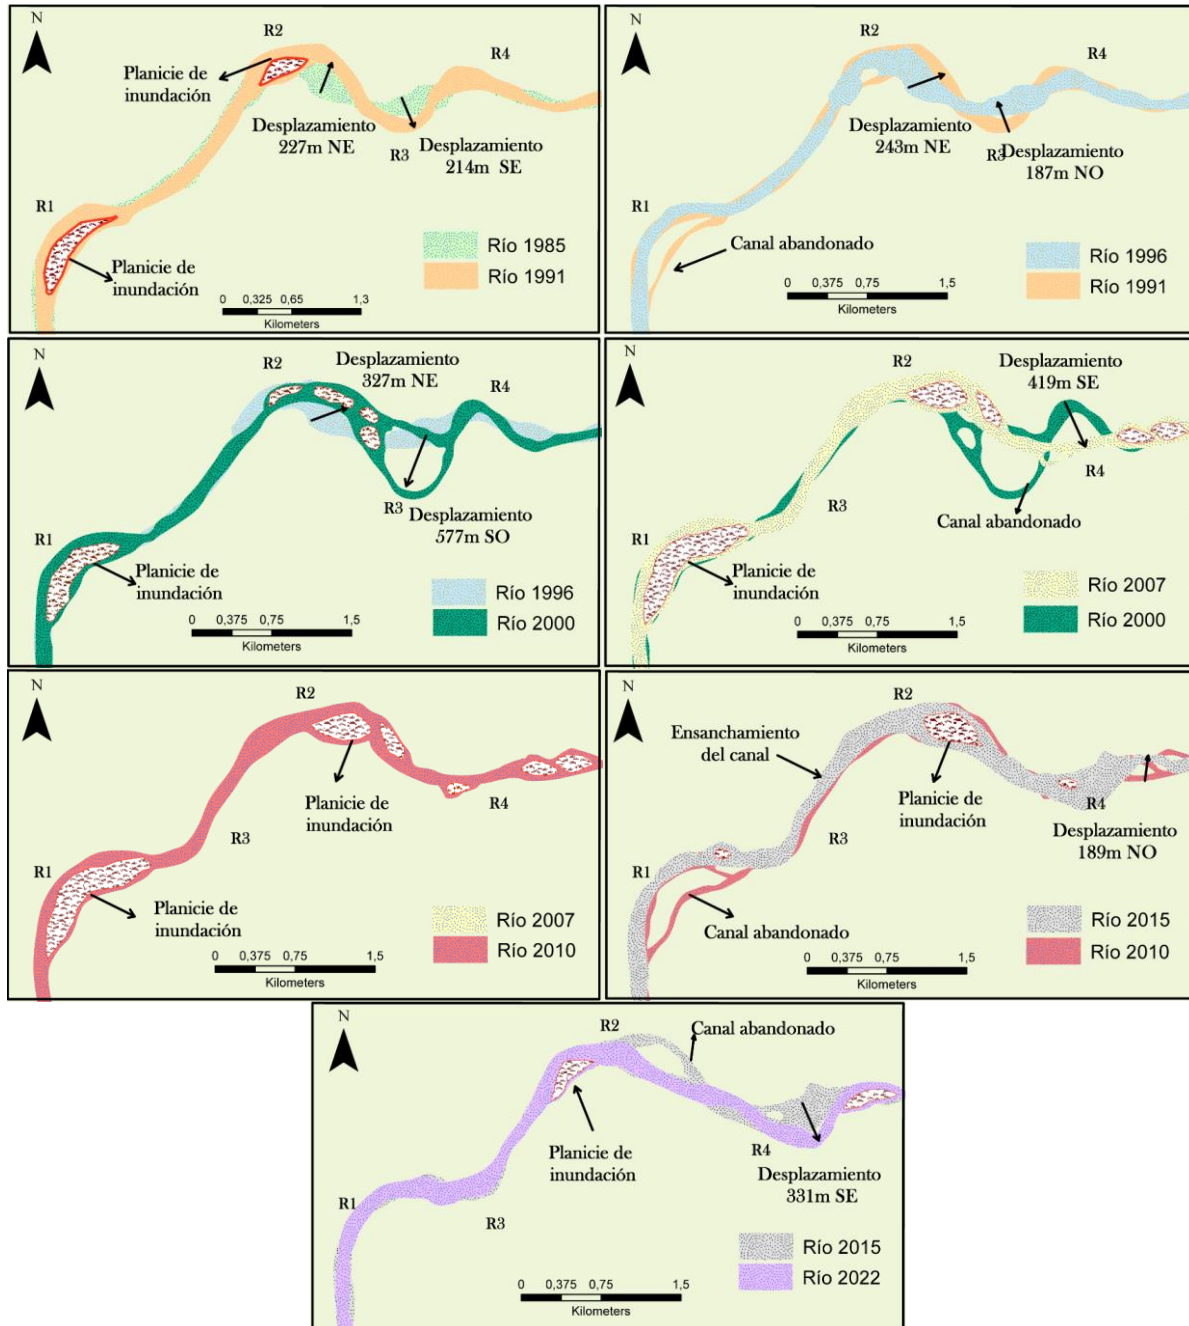 N
R2
R4
Planicie de
inundación
Desplazamiento
227m NE
R3
Desplazamiento
214m SE
R1
Planicie de
inundación
Río 1985
Río 1991
0 0,325 0,65 1,3
Kilometers
N
R2
R4
Desplazamiento
243m NE
R3
Desplazamiento
187m NO
R1
Canal abandonado
Río 1996
Río 1991
0 0,375 0,75 1,5
Kilometers
N
R2
Desplazamiento
327m NE
R4
R3
Desplazamiento
577m SO
R1
Planicie de
inundación
Río 1996
Río 2000
0 0,375 0,75 1,5
Kilometers
N
R2
Desplazamiento
419m SE
R4
R3
Canal abandonado
R1
Planicie de
inundación
Río 2007
Río 2000
0 0,375 0,75 1,5
Kilometers
N
R2
Planicie de
inundación
R4
R3
R1
Planicie de
inundación
Río 2007
Río 2010
0 0,375 0,75 1,5
Kilometers
N
R2
Ensanchamiento
del canal
Planicie de
inundación
R4
R3
Desplazamiento
189m NO
R1
Canal abandonado
Río 2015
Río 2010
0 0,375 0,75 1,5
Kilometers
N
R2
Canal abandonado
Planicie de
inundación
R4
Desplazamiento
331m SE
R1
R3
Río 2015
Río 2022
0 0,375 0,75 1,5
Kilometers